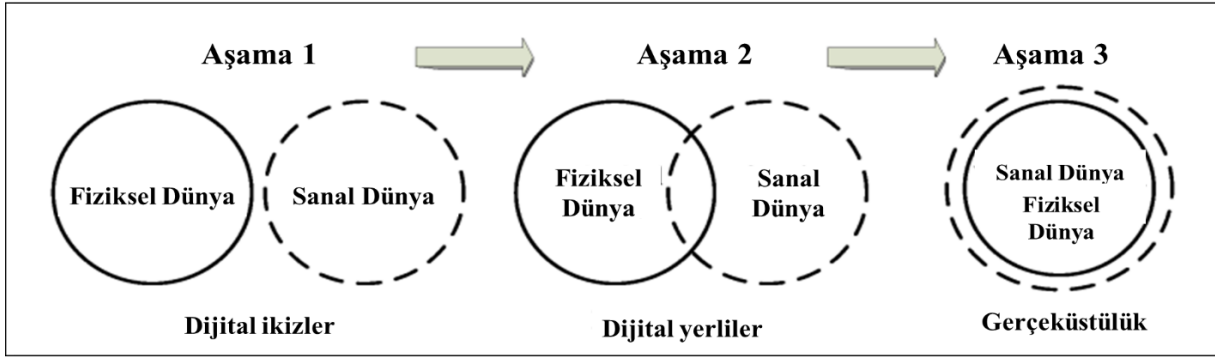 Aşama 1
Aşama 2
Aşama 3
Fiziksel Dünya
Sanal Dünya
Fiziksel
Dünya
Sanal
Dünya
Sanal Dünya
Fiziksel
Dünya
Dijital ikizler
Dijital yerliler
Gerçeküstülük